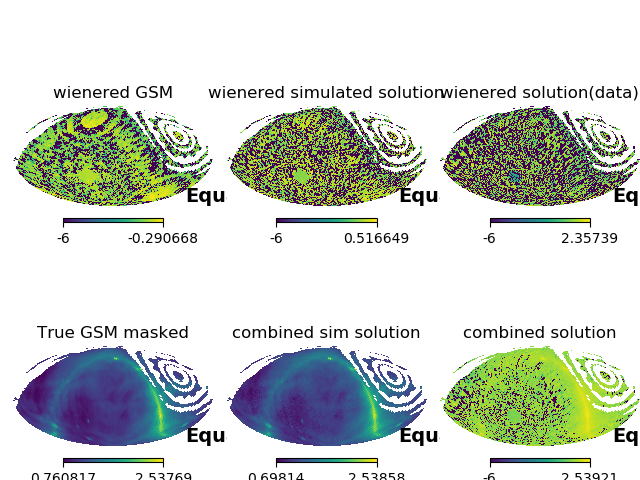 wienered GSM
wienered simulated solution
wienered solution(data)
Equ
Equ
Eq
-6
-0.290668
-6
0.516649
-6
2.35739
True GSM masked
combined sim solution
combined solution
Equ
Equ
Eq
0.760817
2.53769
0.69814
2.53858
-6
2.53921